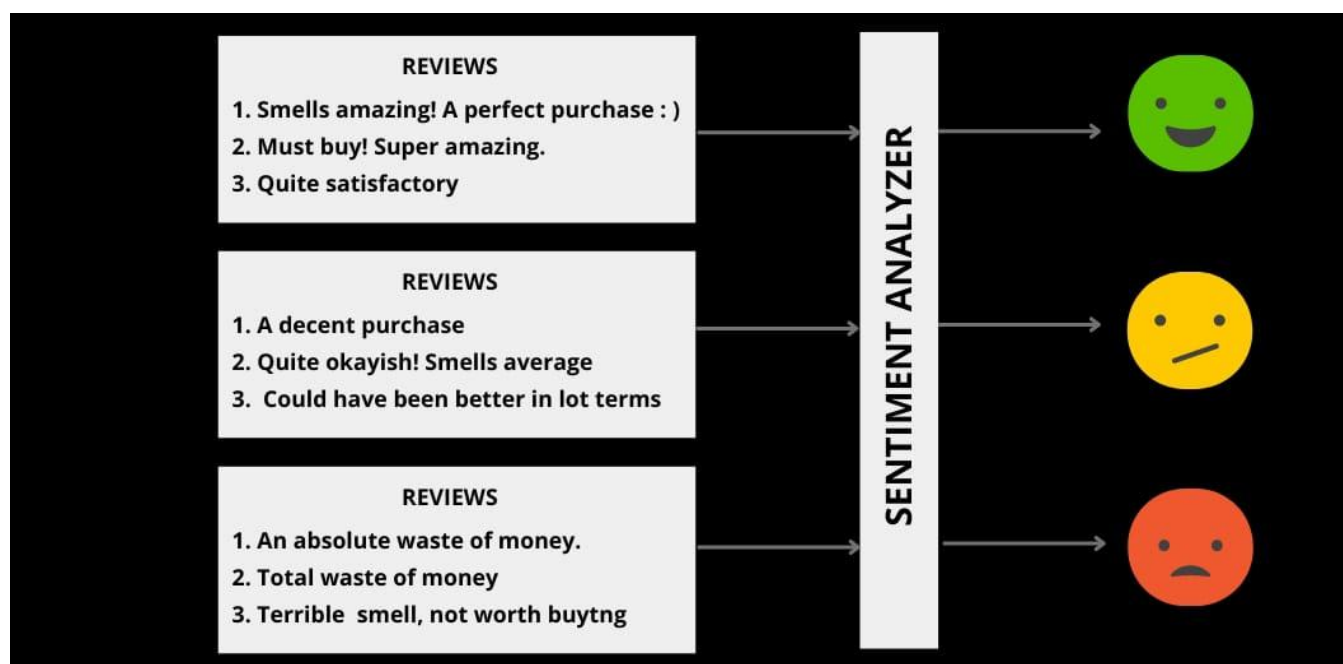 REVIEWS
1. Smells amazing! A perfect purchase : )
2. Must buy! Super amazing.
3. Quite satisfactory
REVIEWS
1. A decent purchase
2. Quite okayish! Smells average
3.  Could have been better in lot terms
REVIEWS
1. An absolute waste of money.
2. Total waste of money
3. Terrible  smell, not worth buytng
SENTIMENT ANALYZER